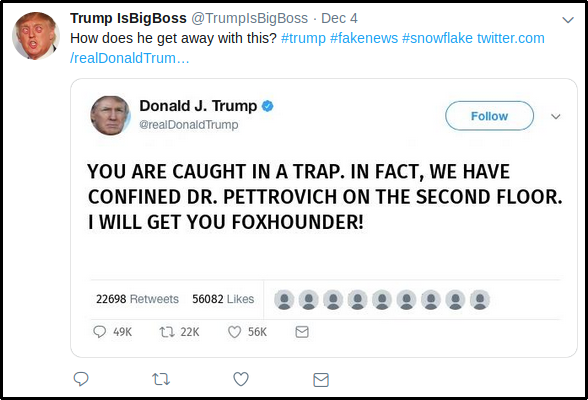 Trump IsBigBoss @TrumpIsBigBoss · Dec 4
How does he get away with this? #trump #fakenews #snowflake twitter.com
/realDonaldTrum…
Donald J. Trump
@realDonaldTrump
Follow
YOU ARE CAUGHT IN A TRAP. IN FACT, WE HAVE
CONFINED DR. PETTROVICH ON THE SECOND FLOOR.
I WILL GET YOU FOXHOUNDER!
22698 Retweets 56082 Likes
49K 22K 56K